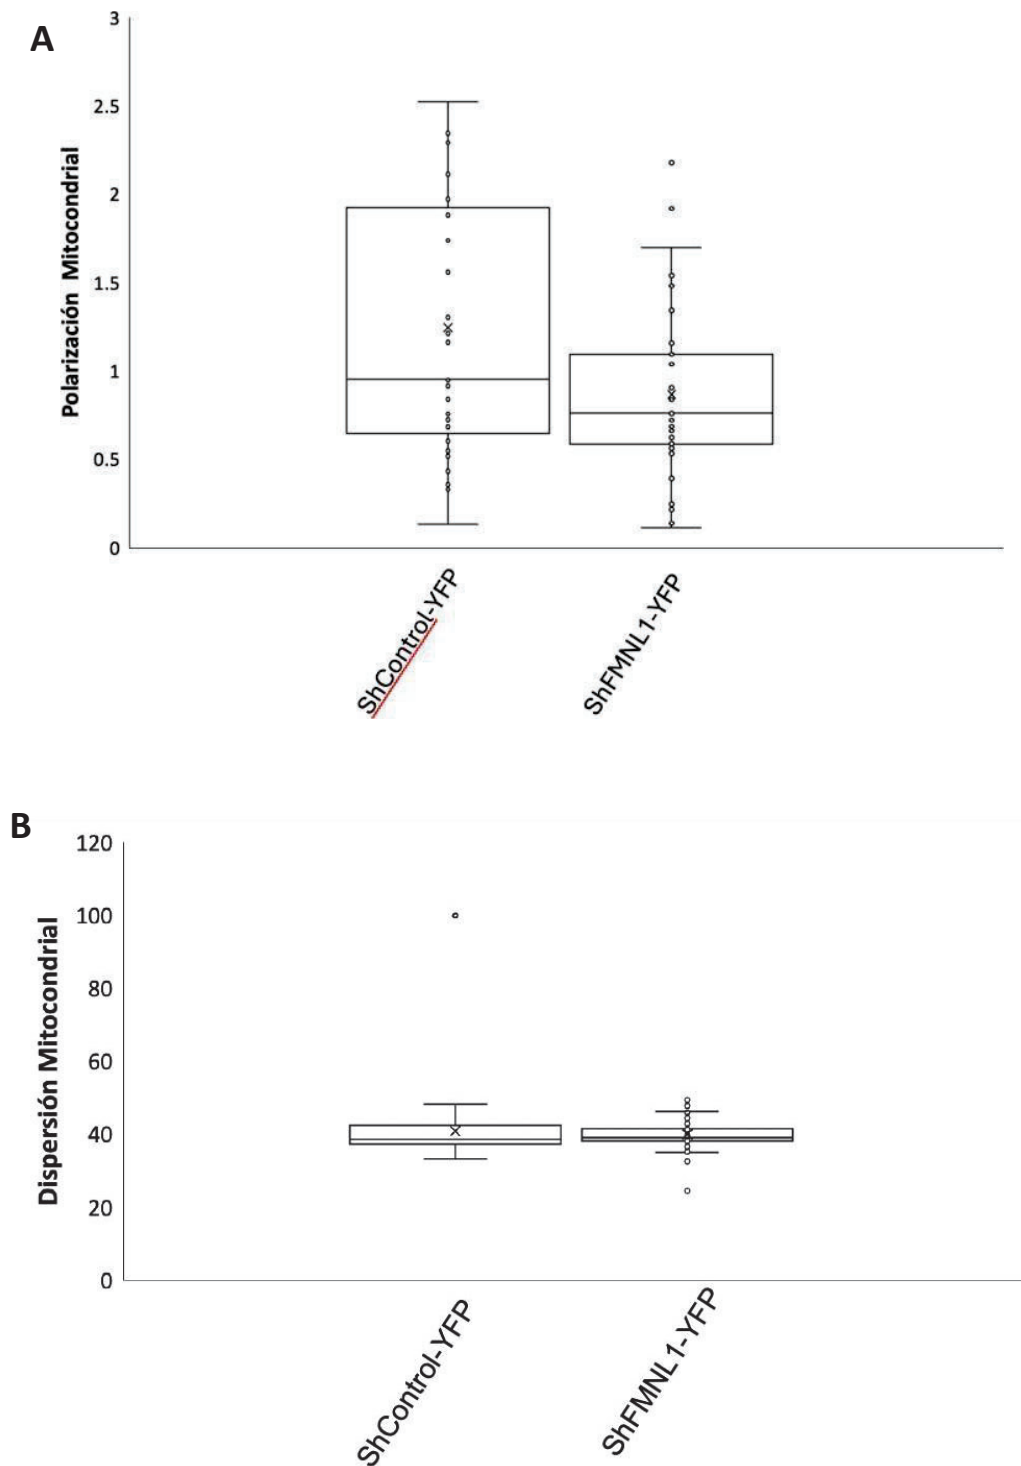 A
Polarización Mitocondrial
3
2.5
2
1.5
1
0.5
0
ShControl-YFP
ShFMNL1-YFP
B
Dispersión Mitocondrial
120
100
80
60
40
20
0
ShControl-YFP
ShFMNL1-YFP